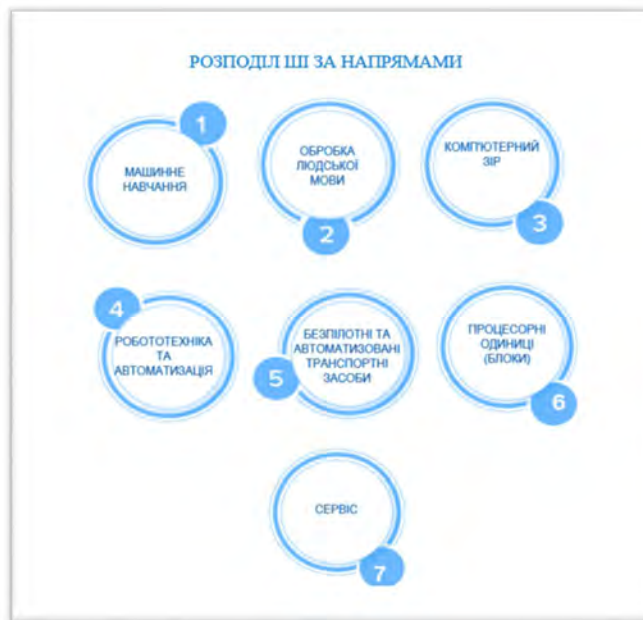 РОЗПОДІЛ ШІ ЗА НАПРЯМАМИ
1
МАШИННЕ
НАВЧАННЯ
ОБРОБКА
ЛЮДСЬКОЇ
МОВИ
2
КОМП'ЮТЕРНИЙ
ЗІР
3
4
РОБОТОТЕХНІКА
ТА
АВТОМАТИЗАЦІЯ
БЕЗПІЛОТНІ ТА
АВТОМАТИЗОВАНІ
ТРАНСПОРТНІ
ЗАСОБИ
5
ПРОЦЕСОРНІ
ОДИНИЦІ
(БЛОКИ)
6
СЕРВІС
7